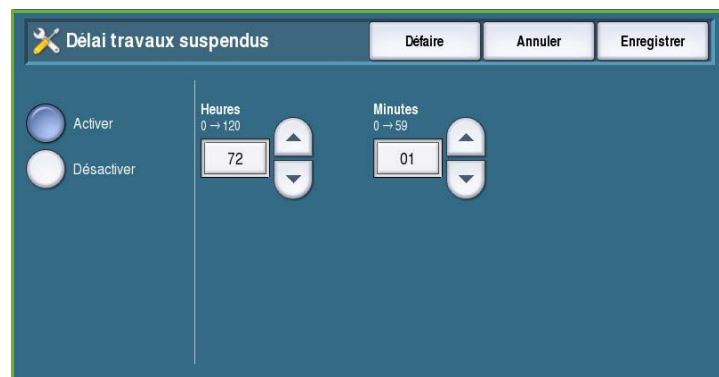 Délai travaux suspendus
Défaire
Annuler
Enregistrer
Activer
Désactiver
Heures
0→120
72
Minutes
0→59
01